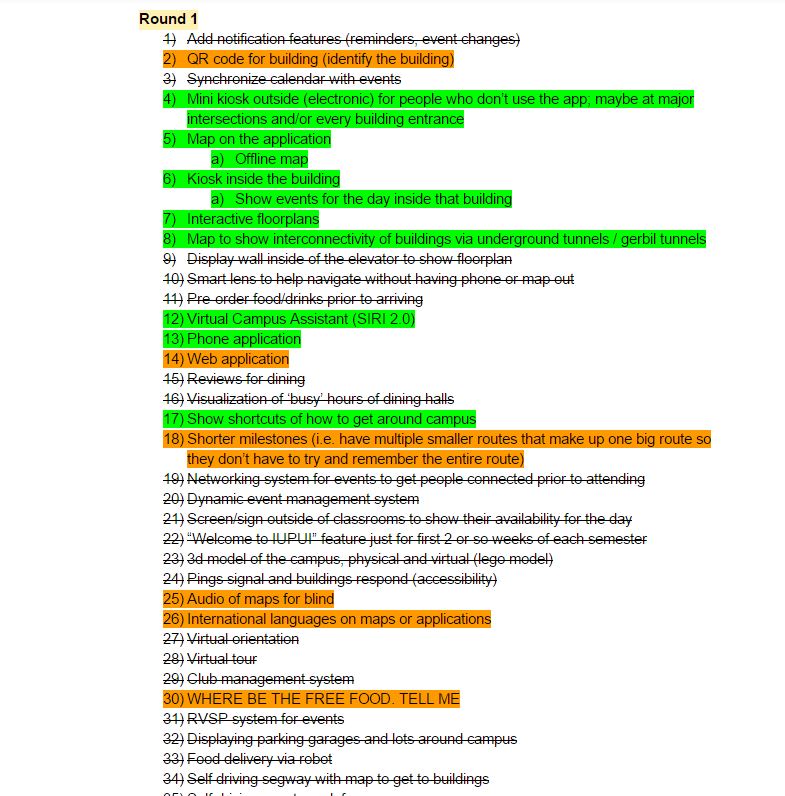 Round 1
1) Add notification features (reminders, event changes)
2) QR code for building (identify the building)
3) Synchronize calendar with events
4) Mini kiosk outside (electronic) for people who don't use the app; maybe at major
intersections and/or every building entrance
5) Map on the application
a) Offline map
6) Kiosk inside the building
a) Show events for the day inside that building
7) Interactive floorplans
8) Map to show interconnectivity of buildings via underground tunnels / gerbil tunnels
9) Display wall inside of the elevator to show floorplan
10) Smart lens to help navigate without having phone or map out
11) Pre-order food/drinks prior to arriving
12) Virtual Campus Assistant (SIRI 2.0)
13) Phone application
14) Web application
15) Reviews for dining
16) Visualization of 'busy' hours of dining halls
17) Show shortcuts of how to get around campus
18) Shorter milestones (i.e. have multiple smaller routes that make up one big route so
they don't have to try and remember the entire route)
19) Networking system for events to get people connected prior to attending
20) Dynamic event management system
21) Screen/sign outside of classrooms to show their availability for the day
22) “Welcome to IUPUI” feature just for first 2 or so weeks of each semester
23) 3d model of the campus, physical and virtual (lego model)
24) Pings signal and buildings respond (accessibility)
25) Audio of maps for blind
26) International languages on maps or applications
27) Virtual orientation
28) Virtual tour
29) Club management system
30) WHERE BE THE FREE FOOD. TELL ME
31) RVSP system for events
32) Displaying parking garages and lots around campus
33) Food delivery via robot
34) Self driving segway with map to get to buildings